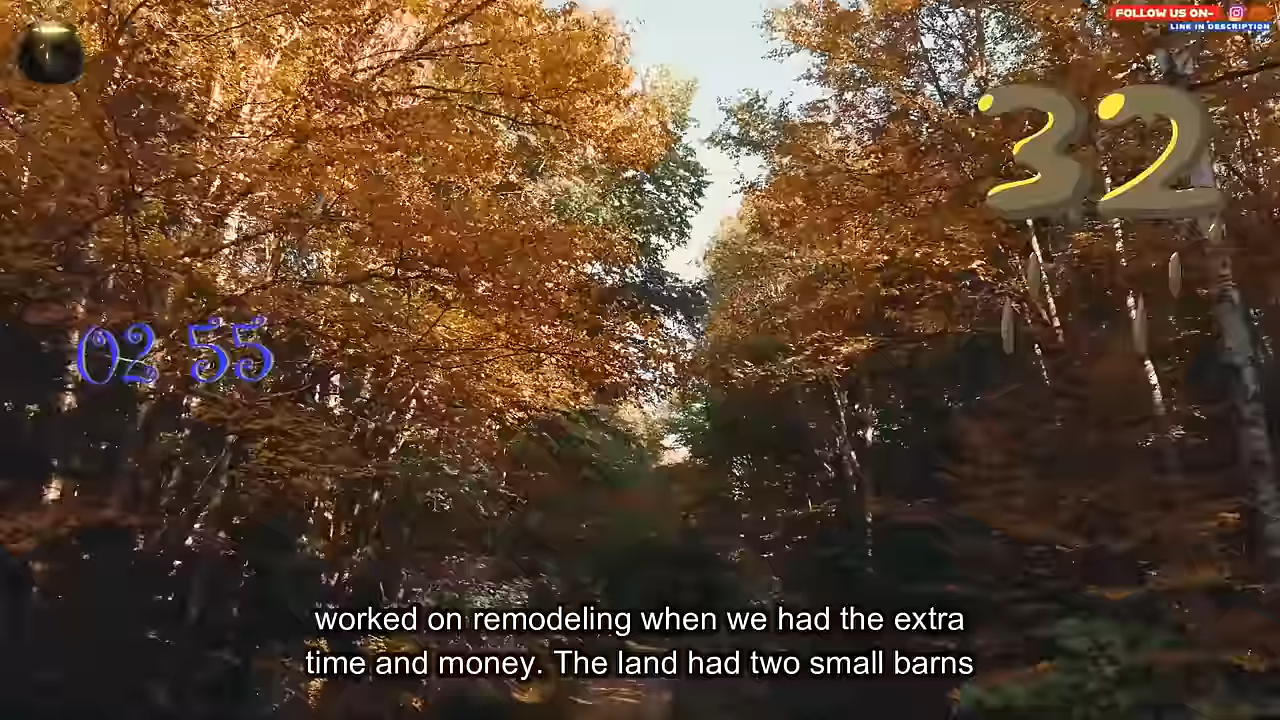 FOLLOW US ON-
LINK IN DESCRIPTION
32
02 55
worked on remodeling when we had the extra
time and money. The land had two small barns